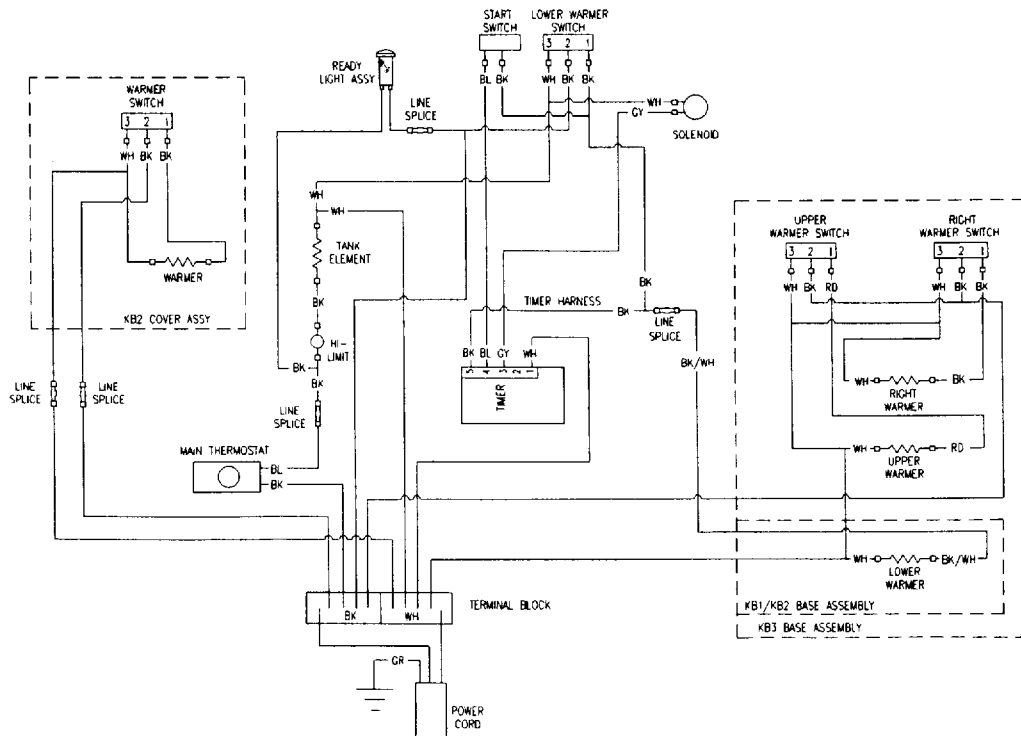 START SWITCH
LOWER WARMER SWITCH
3 2 1
READY LIGHT ASSY
BL BK
WH BK BK
WARMER SWITCH
3 2 1
LINE SPLICE
WH
GY
SOLENOID
WH BK BK
WH
WH
UPPER WARMER SWITCH
RIGHT WARMER SWITCH
3 2 1
3 2 1
TANK ELEMENT
WARMER
WH BK RD
WH BK BK
BK
BK
KB2 COVER ASSY
TIMER HARNESS
BK
LINE SPLICE
HI-LIMIT
BK BL GY WH
BK
BK
BK/WH
5 4 3 2 1
TIMER
WH
BK
RIGHT WARMER
LINE SPLICE
LINE SPLICE
LINE SPLICE
MAIN THERMOSTAT
WH
RD
UPPER WARMER
BL
BK
WH
BK/WH
LOWER WARMER
BK
WH
TERMINAL BLOCK
KB1/KB2 BASE ASSEMBLY
KB3 BASE ASSEMBLY
GR
POWER CORD